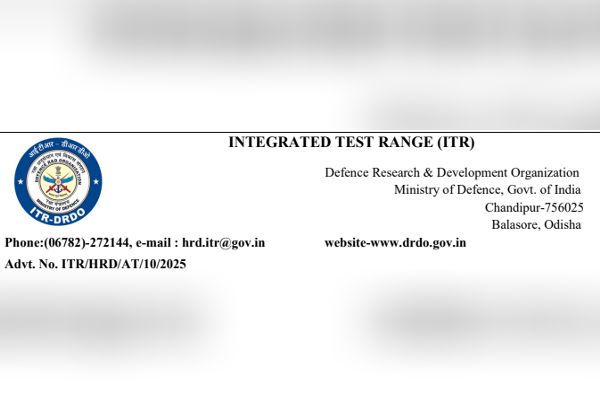 INTEGRATED TEST RANGE (ITR)
Defence Research & Development Organization
Ministry of Defence, Govt. of India
Chandipur-756025
Balasore, Odisha
Phone:(06782)-272144, e-mail : hrd.itr@gov.in website-www.drdo.gov.in
Advt. No. ITR/HRD/AT/10/2025
आई टी आर - डी आर डी ओ
DEFENCE R&D ORGANIZATION
MINISTRY OF DEFENCE
ITR-DRDO